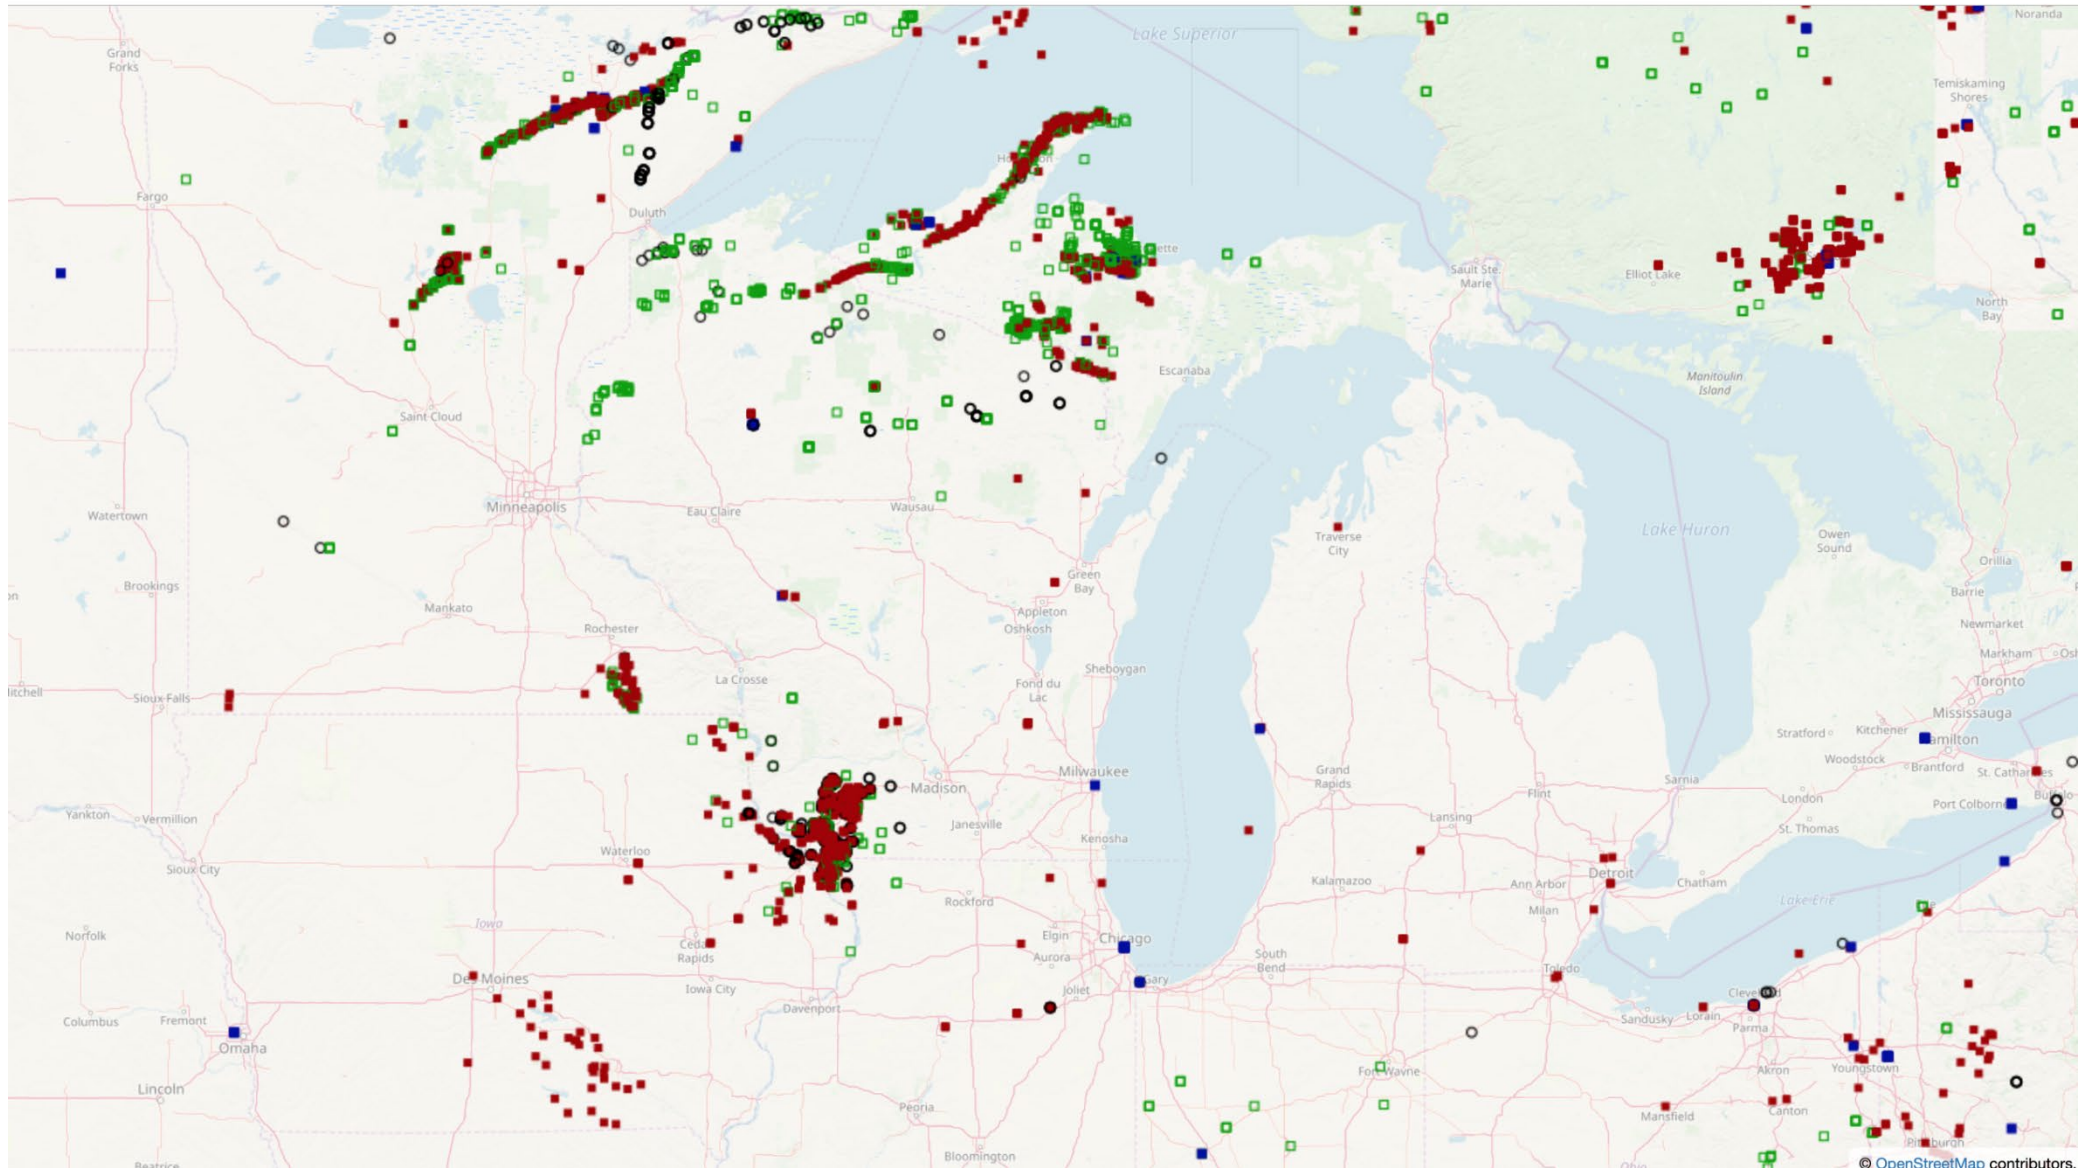 Grand
Forks
Lake Superior
Noranda
Temiskaming
Shores
Fargo
Duluth
Sault Ste.
Marie
Elliot Lake
North
Bay
Escanaba
Manitoulin
Island
Saint Cloud
Minneapolis
Watertown
Eau Claire
Wausau
Lake Huron
Traverse
City
Owen
Sound
Orillia
Green
Bay
Brookings
Barrie
Mankato
Appleton
Oshkosh
Newmarket
Rochester
Markham
La Crosse
Sheboygan
Fond du
Lac
Toronto
Sioux Falls
Mississauga
Stratford
Kitchener
amilton
Woodstock
Brantford
St. Cathar es
Milwaukee
Grand
Rapids
Sarnia
Madison
Flint
London
Port Colborne
Yankton
Vermillion
Janesville
Lansing
St. Thomas
Kenosha
Waterloo
Sioux City
Detroit
Kalamazoo
Ann Arbor
Chatham
Rockford
Lake Erie
Milan
Iowa
Norfolk
Elgin
Chicago
Cedar
Rapids
Aurora
South
Bend
Toledo
Des Moines
Iowa City
Joliet
Gary
Cleveland
Davenport
Columbus
Fremont
Sandusky
Lorain
Parma
Omaha
Fort Wayne
Akron
Youngstown
Lincoln
Peoria
Mansfield
Canton
Pittsburgh
Bloomington
Beatrice
Ohio
© OpenStreetMap contributors.